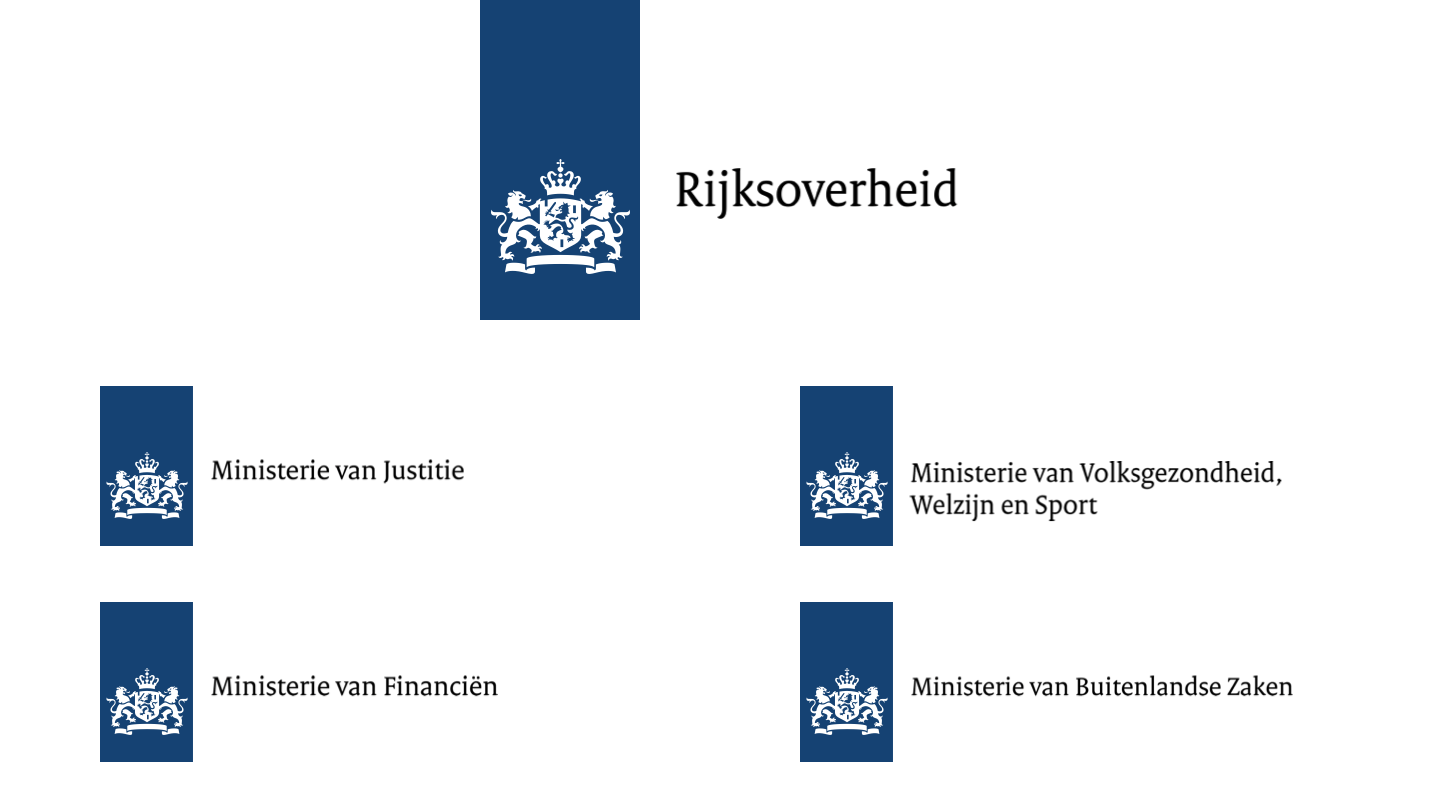 Rijksoverheid
Ministerie van Justitie
Ministerie van Volksgezondheid,
Welzijn en Sport
Ministerie van Financiën
Ministerie van Buitenlandse Zaken